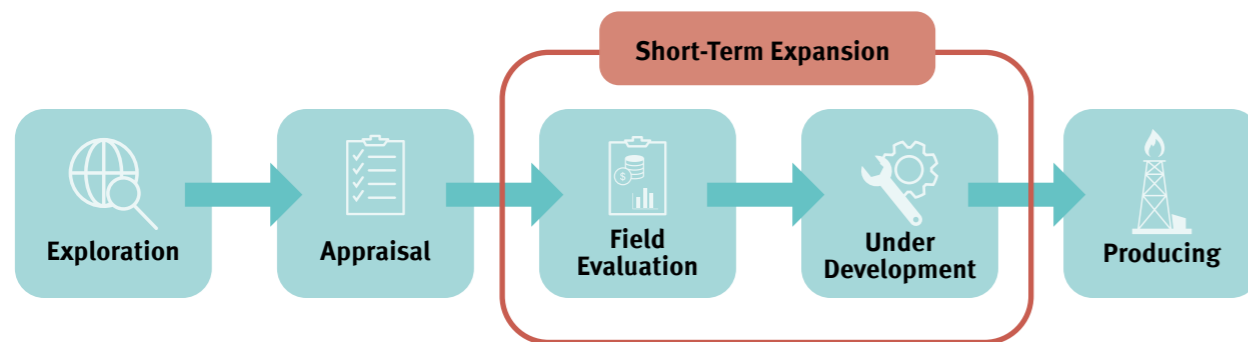 Short-Term Expansion
Exploration
Appraisal
Field
Evaluation
Under
Development
Producing
$